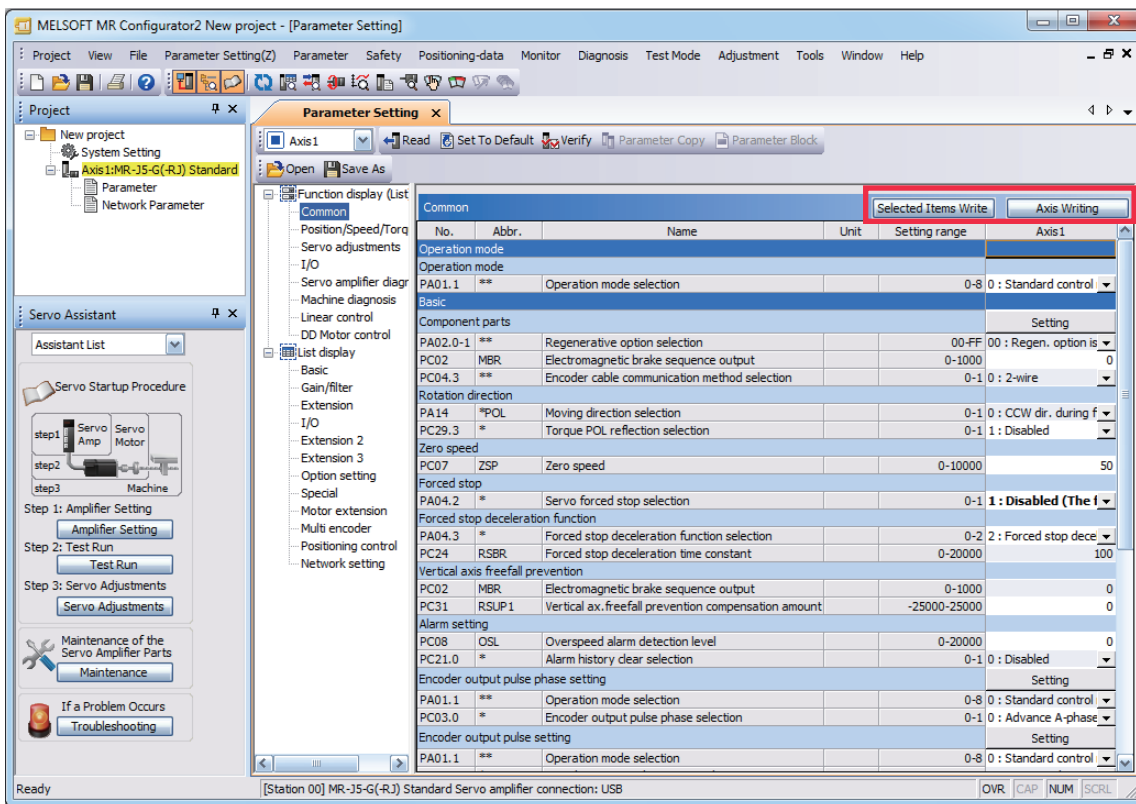 MELSOFT MR Configurator2 New project - [Parameter Setting]
Project View File Parameter Setting(Z) Parameter Safety Positioning-data Monitor Diagnosis Test Mode Adjustment Tools Window Help
Project
New project
System Setting
Axis1:MR-J5-G(-RJ) Standard
Parameter
Network Parameter
Servo Assistant
Assistant List
Servo Startup Procedure
step1 Servo Amp Servo Motor
step2
step3 Machine
Step 1: Amplifier Setting
Amplifier Setting
Step 2: Test Run
Test Run
Step 3: Servo Adjustments
Servo Adjustments
Maintenance of the
Servo Amplifier Parts
Maintenance
If a Problem Occurs
Troubleshooting
Parameter Setting
Axis1 Read Set To Default Verify Parameter Copy Parameter Block
Open Save As
Function display (List
Common
Position/Speed/Torq
Servo adjustments
I/O
Servo amplifier diagr
Machine diagnosis
Linear control
DD Motor control
List display
Basic
Gain/filter
Extension
I/O
Extension 2
Extension 3
Option setting
Special
Motor extension
Multi encoder
Positioning control
Network setting
Common Selected Items Write Axis Writing
No. Abbr. Name Unit Setting range Axis1
Operation mode
Operation mode
PA01.1 ** Operation mode selection 0-8 0 : Standard control
Basic
Component parts Setting
PA02.0-1 ** Regenerative option selection 00-FF 00 : Regen. option is
PC02 MBR Electromagnetic brake sequence output 0-1000 0
PC04.3 ** Encoder cable communication method selection 0-1 0 : 2-wire
Rotation direction
PA14 *POL Moving direction selection 0-1 0 : CCW dir. during f
PC29.3 * Torque POL reflection selection 0-1 1 : Disabled
Zero speed
PC07 ZSP Zero speed 0-10000 50
Forced stop
PA04.2 * Servo forced stop selection 0-1 1 : Disabled (The f
Forced stop deceleration function
PA04.3 * Forced stop deceleration function selection 0-2 2 : Forced stop dece
PC24 RSBR Forced stop deceleration time constant 0-20000 100
Vertical axis freefall prevention
PC02 MBR Electromagnetic brake sequence output 0-1000 0
PC31 RSUP1 Vertical ax.freefall prevention compensation amount -25000-25000 0
Alarm setting
PC08 OSL Overspeed alarm detection level 0-20000 0
PC21.0 * Alarm history clear selection 0-1 0 : Disabled
Encoder output pulse phase setting Setting
PA01.1 ** Operation mode selection 0-8 0 : Standard control
PC03.0 * Encoder output pulse phase selection 0-1 0 : Advance A-phase
Encoder output pulse setting Setting
PA01.1 ** Operation mode selection 0-8 0 : Standard control
Ready [Station 00] MR-J5-G(-RJ) Standard Servo amplifier connection: USB OVR CAP NUM SCRL